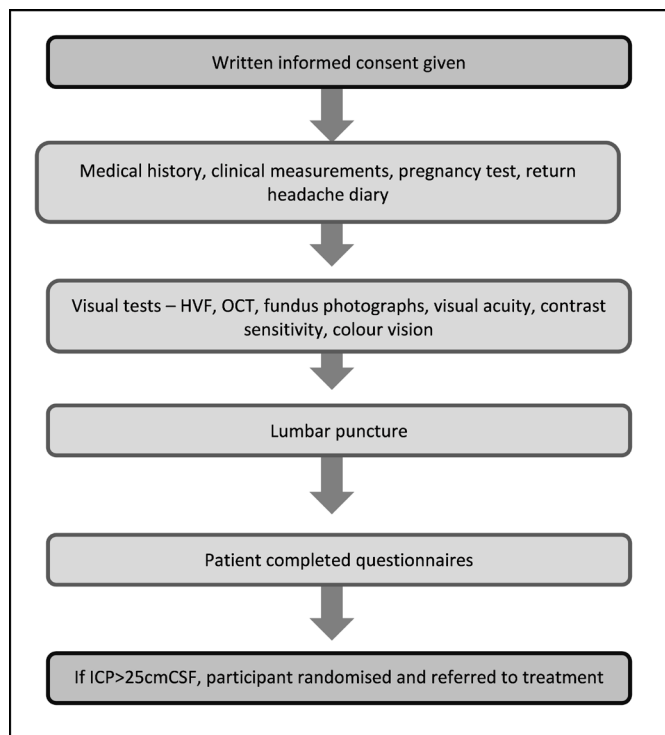 Written informed consent given
Medical history, clinical measurements, pregnancy test, return
headache diary
Visual tests – HVF, OCT, fundus photographs, visual acuity, contrast
sensitivity, colour vision
Lumbar puncture
Patient completed questionnaires
If ICP>25cmCSF, participant randomised and referred to treatment